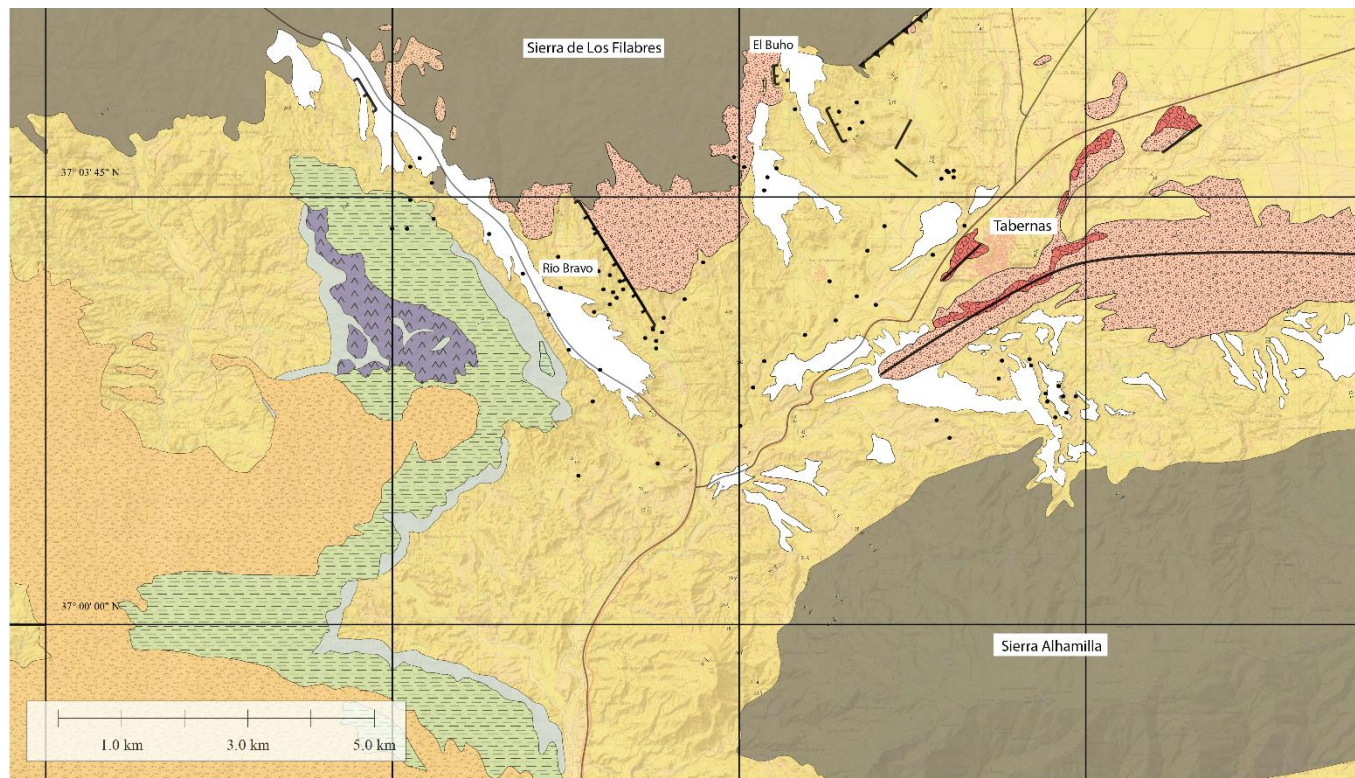 Sierra de Los Filabres
El Buho
37° 03' 45" N
Tabernas
Rio Bravo
37° 00' 00" N
Sierra Alhamilla
1.0 km 3.0 km 5.0 km